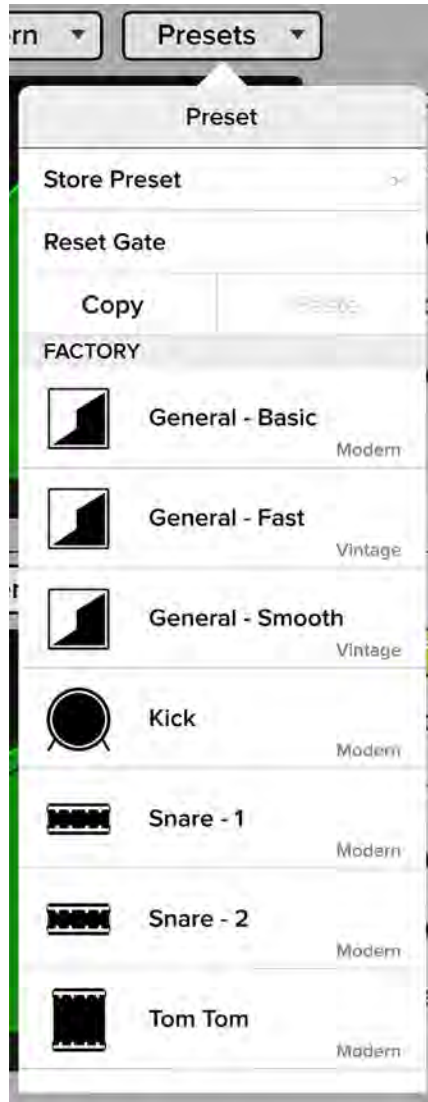 rn
Presets
Preset
Store Preset
Reset Gate
Copy
FACTORY
General - Basic
Modern
General - Fast
Vintage
General - Smooth
Vintage
Kick
Modern
Snare - 1
Modern
Snare - 2
Modern
Tom Tom
Modern